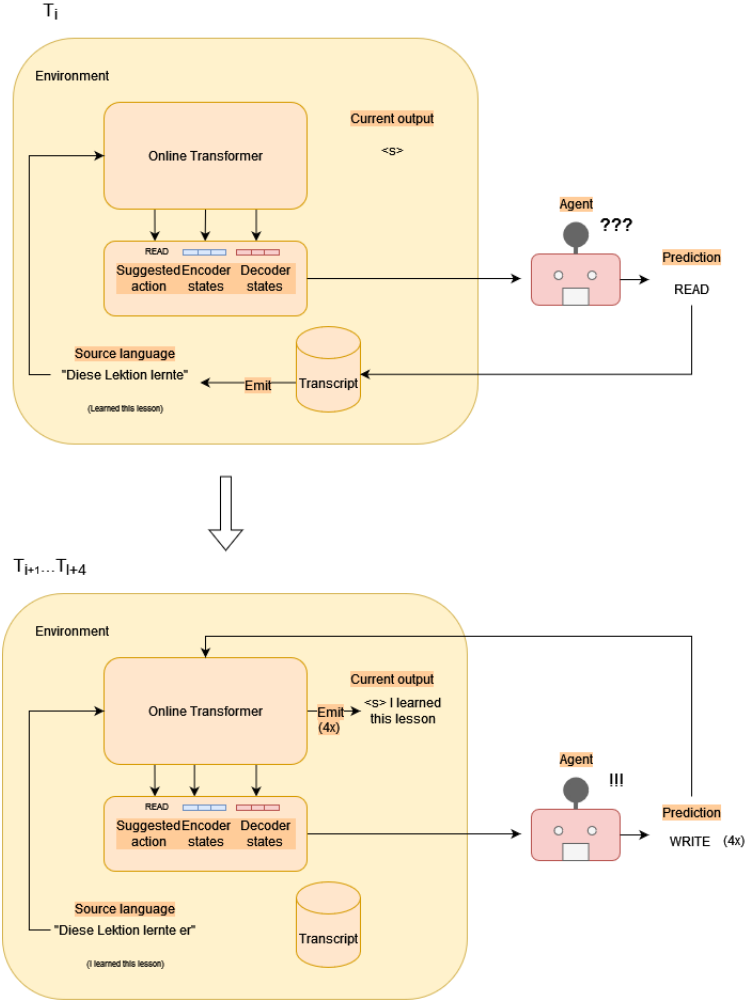 Ti
Environment
Online Transformer
Current output
<s>
READ
Suggested action
Encoder states
Decoder states
Agent
???
Prediction
READ
Source language
"Diese Lektion lernte"
(Learned this lesson)
Emit
Transcript
Ti+1...TI+4
Environment
Online Transformer
Emit
(4x)
Current output
<s> I learned
this lesson
READ
Suggested action
Encoder states
Decoder states
Agent
!!!
Prediction
WRITE (4x)
Source language
"Diese Lektion lernte er"
(I learned this lesson)
Transcript